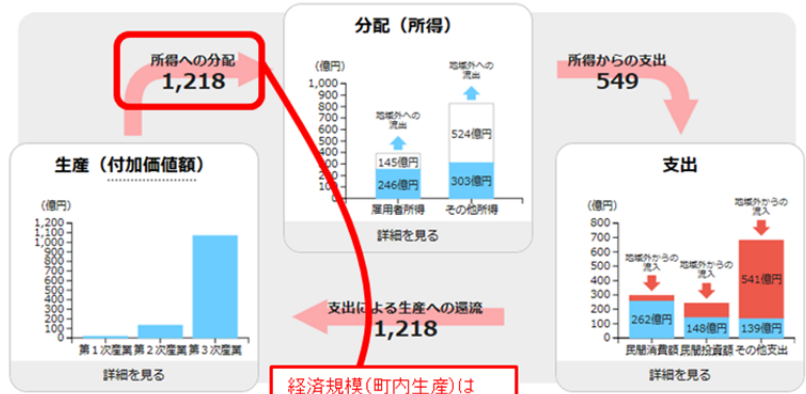 分配（所得）
（億円）
1,000
900
800
700
600
500
400
300
200
100
0
地域外への
流出
145億円
246億円
雇用者所得
地域外への
流出
524億円
303億円
その他所得
詳細を見る
所得への分配
1,218
所得からの支出
549
生産（付加価値額）
（億円）
1,200
1,100
1,000
900
800
700
600
500
400
300
200
100
0
第１次産業
第２次産業
第３次産業
詳細を見る
支出
（億円）
800
700
600
500
400
300
200
100
0
地域外からの
流入
262億円
民間消費額
地域外からの
流入
148億円
民間投資額
地域外からの
流入
541億円
139億円
その他支出
詳細を見る
支出による生産への還流
1,218
経済規模(町内生産)は